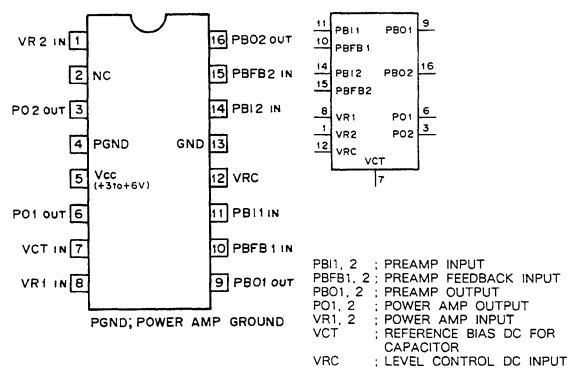 VR2 IN 1
16 PBO2 OUT
2 NC
15 PBFB2 IN
PO2 OUT 3
14 PBI2 IN
4 PGND
GND 13
5 Vcc
(+3 to +6V)
12 VRC
PO1 OUT 6
11 PBI1 IN
VCT IN 7
10 PBFB1 IN
VR1 IN 8
9 PBO1 OUT
PGND; POWER AMP GROUND
11 PBI1 PBO1 9
10 PBFB1
14 PBI2 PBO2 16
15 PBFB2
8 VR1 PO1 6
1 VR2 PO2 3
12 VRC
VCT
7
PBI1, 2 ; PREAMP INPUT
PBFB1, 2 ; PREAMP FEEDBACK INPUT
PBO1, 2 ; PREAMP OUTPUT
PO1, 2 ; POWER AMP OUTPUT
VR1, 2 ; POWER AMP INPUT
VCT ; REFERENCE BIAS DC FOR
CAPACITOR
VRC ; LEVEL CONTROL DC INPUT